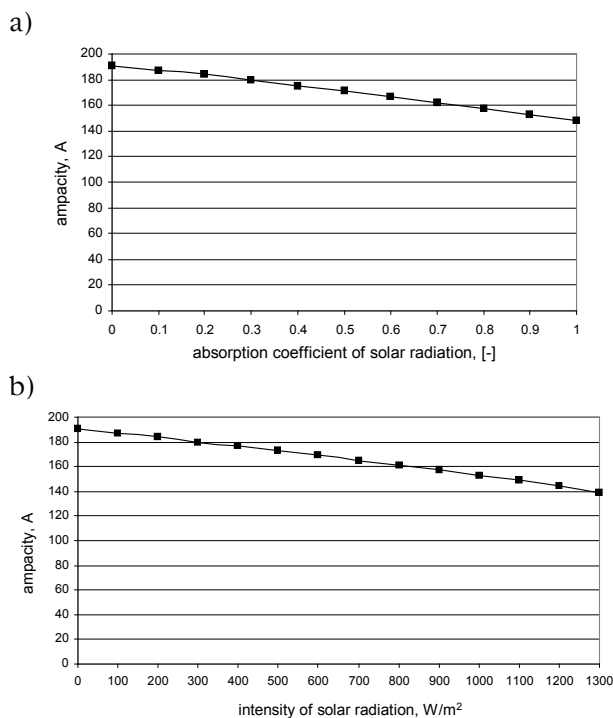 a)
200
180
160
140
120
100
80
60
40
20
0
ampacity, A
0 0.1 0.2 0.3 0.4 0.5 0.6 0.7 0.8 0.9 1
absorption coefficient of solar radiation, [-]
b)
200
180
160
140
120
100
80
60
40
20
0
ampacity, A
0 100 200 300 400 500 600 700 800 900 1000 1100 1200 1300
intensity of solar radiation, W/m²